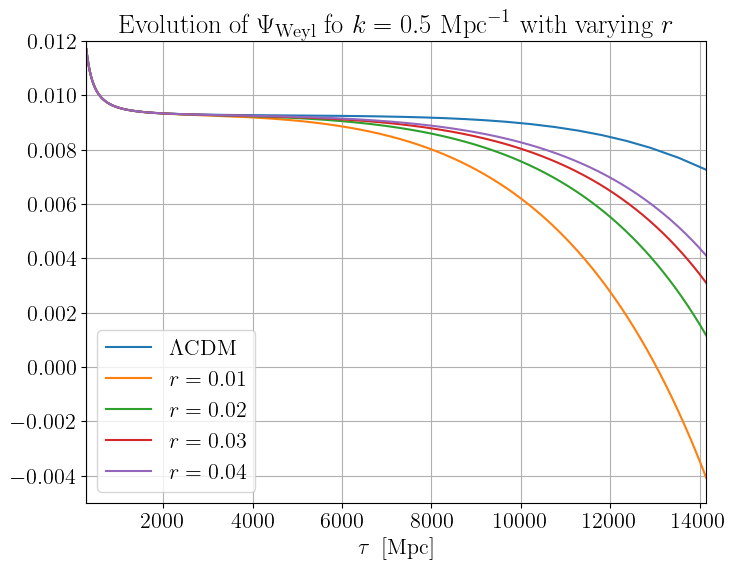 Evolution of Ψ_Weyl fo k = 0.5 Mpc⁻¹ with varying r
0.012
0.010
0.008
0.006
0.004
0.002
0.000
−0.002
−0.004
ΛCDM
r = 0.01
r = 0.02
r = 0.03
r = 0.04
2000 4000 6000 8000 10000 12000 14000
τ [Mpc]